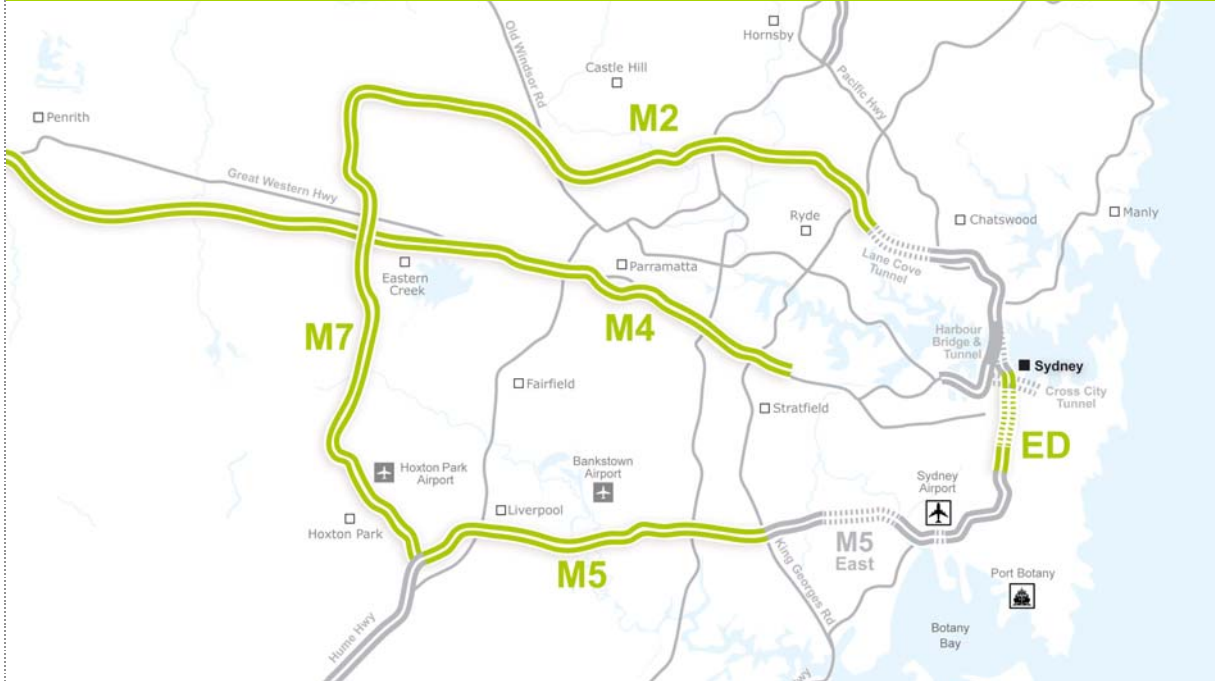 Hornsby
Old Windsor Rd
Castle Hill
Pacific Hwy
Penrith
M2
Great Western Hwy
Ryde
Chatswood
Manly
Lane Cove
Tunnel
Parramatta
Eastern
Creek
M7
M4
Harbour
Bridge &
Tunnel
Sydney
Fairfield
Cross City
Tunnel
Stratfield
ED
Hoxton Park
Airport
Bankstown
Airport
Sydney
Airport
Liverpool
Hoxton Park
M5
East
M5
King Georges Rd
Port Botany
Hume Hwy
Botany
Bay
wy